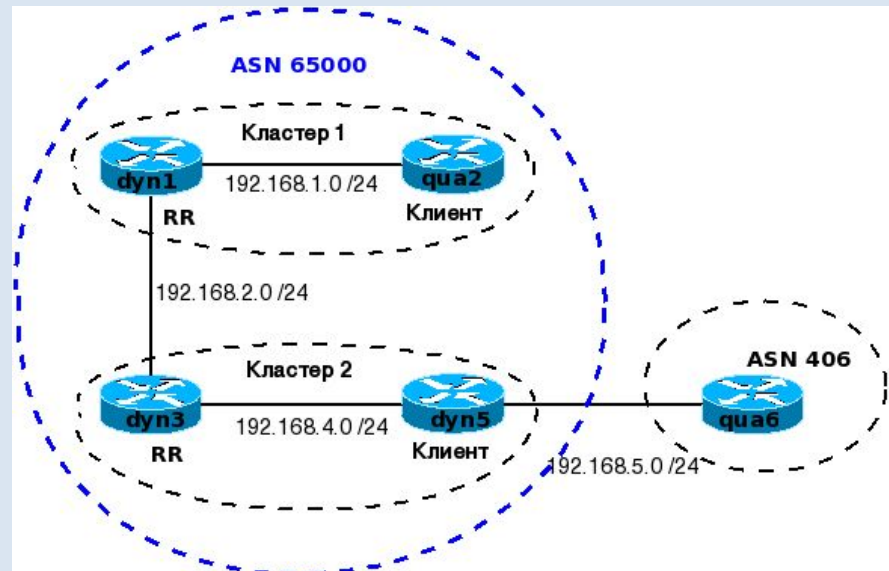 ASN 65000
Кластер 1
dyn1
qua2
192.168.1.0 /24
RR
Клиент
192.168.2.0 /24
Кластер 2
ASN 406
dyn3
dyn5
qua6
192.168.4.0 /24
RR
Клиент
192.168.5.0 /24